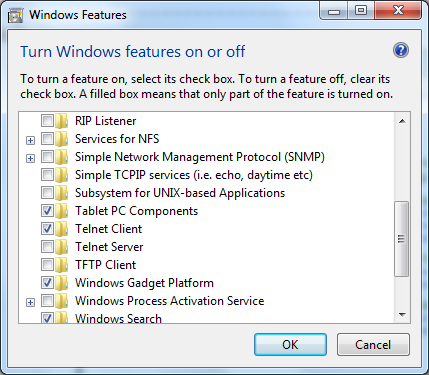 Windows Features
Turn Windows features on or off
To turn a feature on, select its check box. To turn a feature off, clear its
check box. A filled box means that only part of the feature is turned on.
RIP Listener
Services for NFS
Simple Network Management Protocol (SNMP)
Simple TCPIP services (i.e. echo, daytime etc)
Subsystem for UNIX-based Applications
Tablet PC Components
Telnet Client
Telnet Server
TFTP Client
Windows Gadget Platform
Windows Process Activation Service
Windows Search
OK Cancel